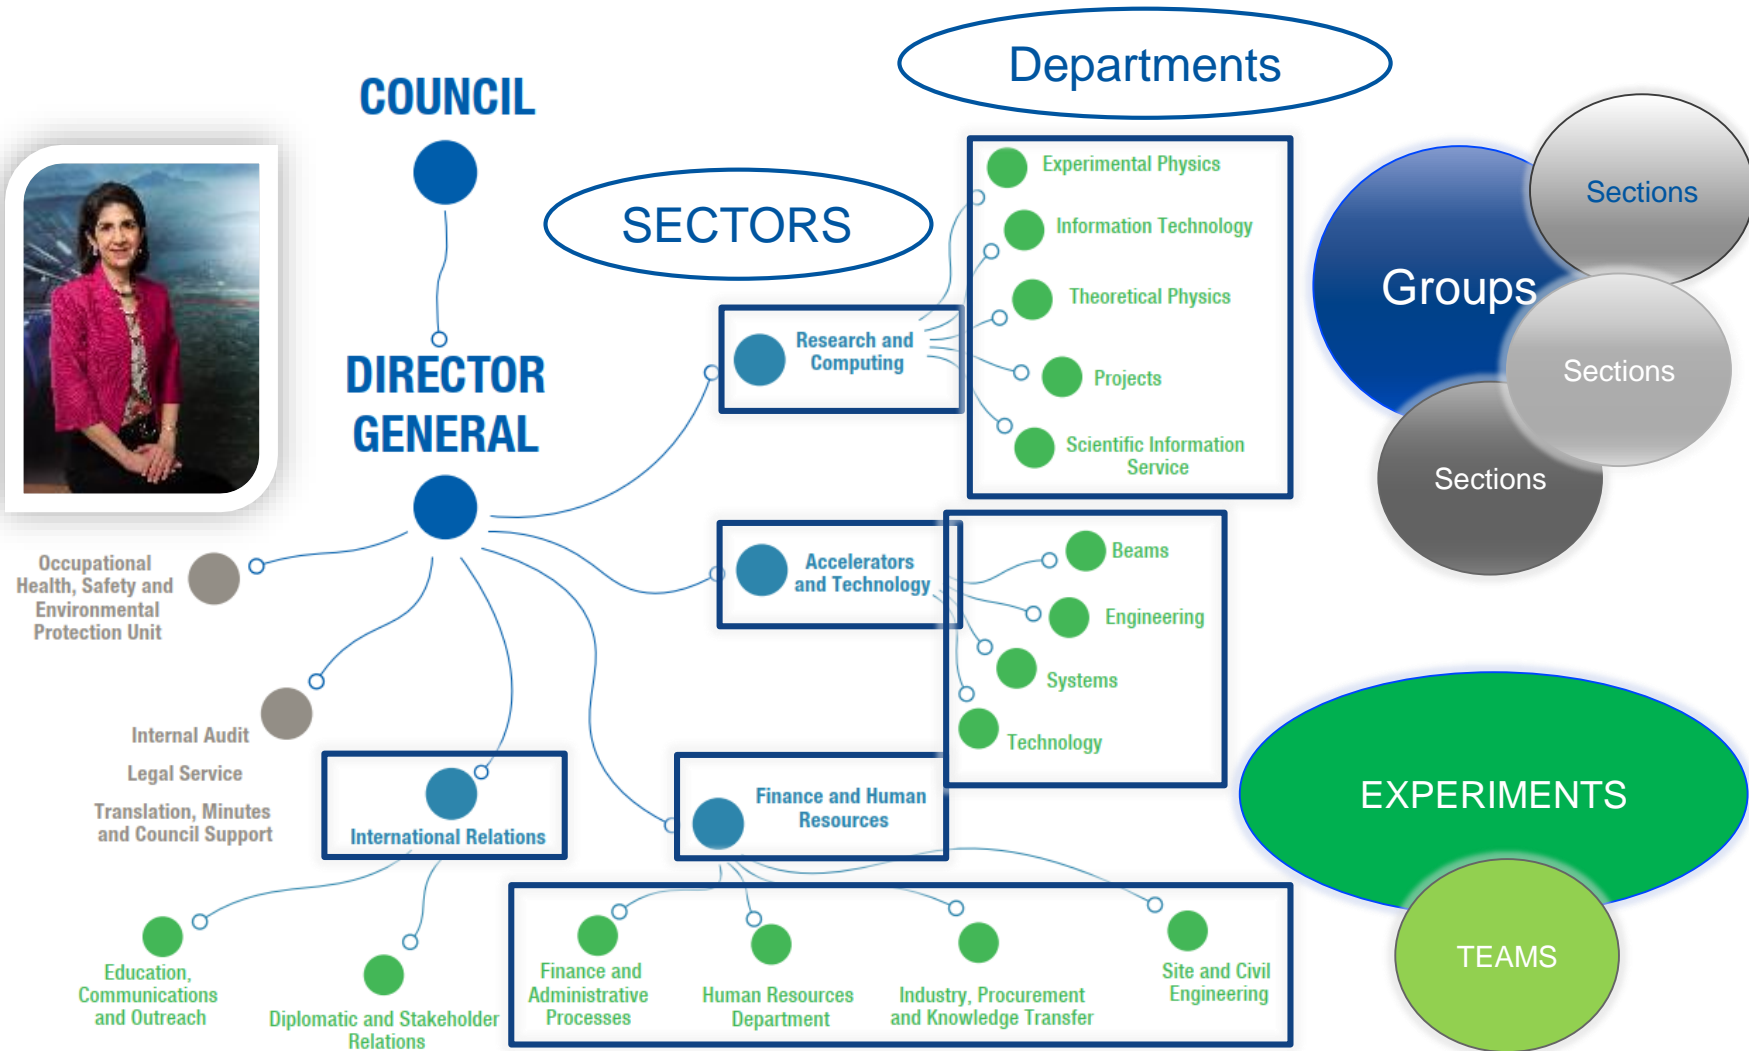 Departments
COUNCIL
SECTORS
Experimental Physics
Information Technology
Theoretical Physics
Projects
Scientific Information
Service
Sections
Groups
Sections
Sections
Research and
Computing
DIRECTOR
GENERAL
Accelerators
and Technology
Beams
Engineering
Systems
Technology
Occupational
Health, Safety and
Environmental
Protection Unit
Internal Audit
Legal Service
Translation, Minutes
and Council Support
International Relations
Finance and Human
Resources
EXPERIMENTS
TEAMS
Education,
Communications
and Outreach
Diplomatic and Stakeholder
Relations
Finance and
Administrative
Processes
Human Resources
Department
Industry, Procurement
and Knowledge Transfer
Site and Civil
Engineering